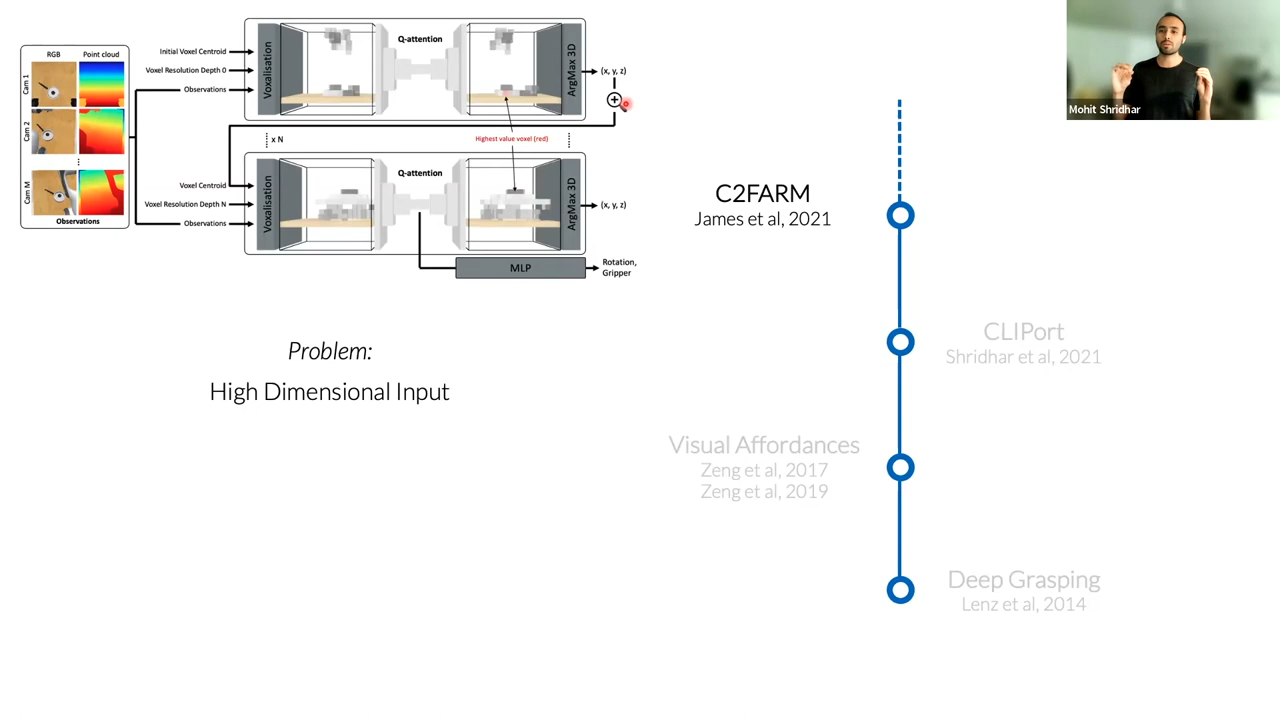 RGB
Point cloud
Cam 1
Cam 2
Cam M
Observations
Initial Voxel Centroid
Voxel Resolution Depth 0
Observations
Voxelisation
Q-attention
ArgMax 3D
(x, y, z)
x N
Highest value voxel (red)
Voxel Centroid
Voxel Resolution Depth N
Observations
Voxelisation
Q-attention
ArgMax 3D
(x, y, z)
MLP
Rotation,
Gripper
Problem:
High Dimensional Input
Mohit Shridhar
C2FARM
James et al, 2021
CLIPort
Shridhar et al, 2021
Visual Affordances
Zeng et al, 2017
Zeng et al, 2019
Deep Grasping
Lenz et al, 2014